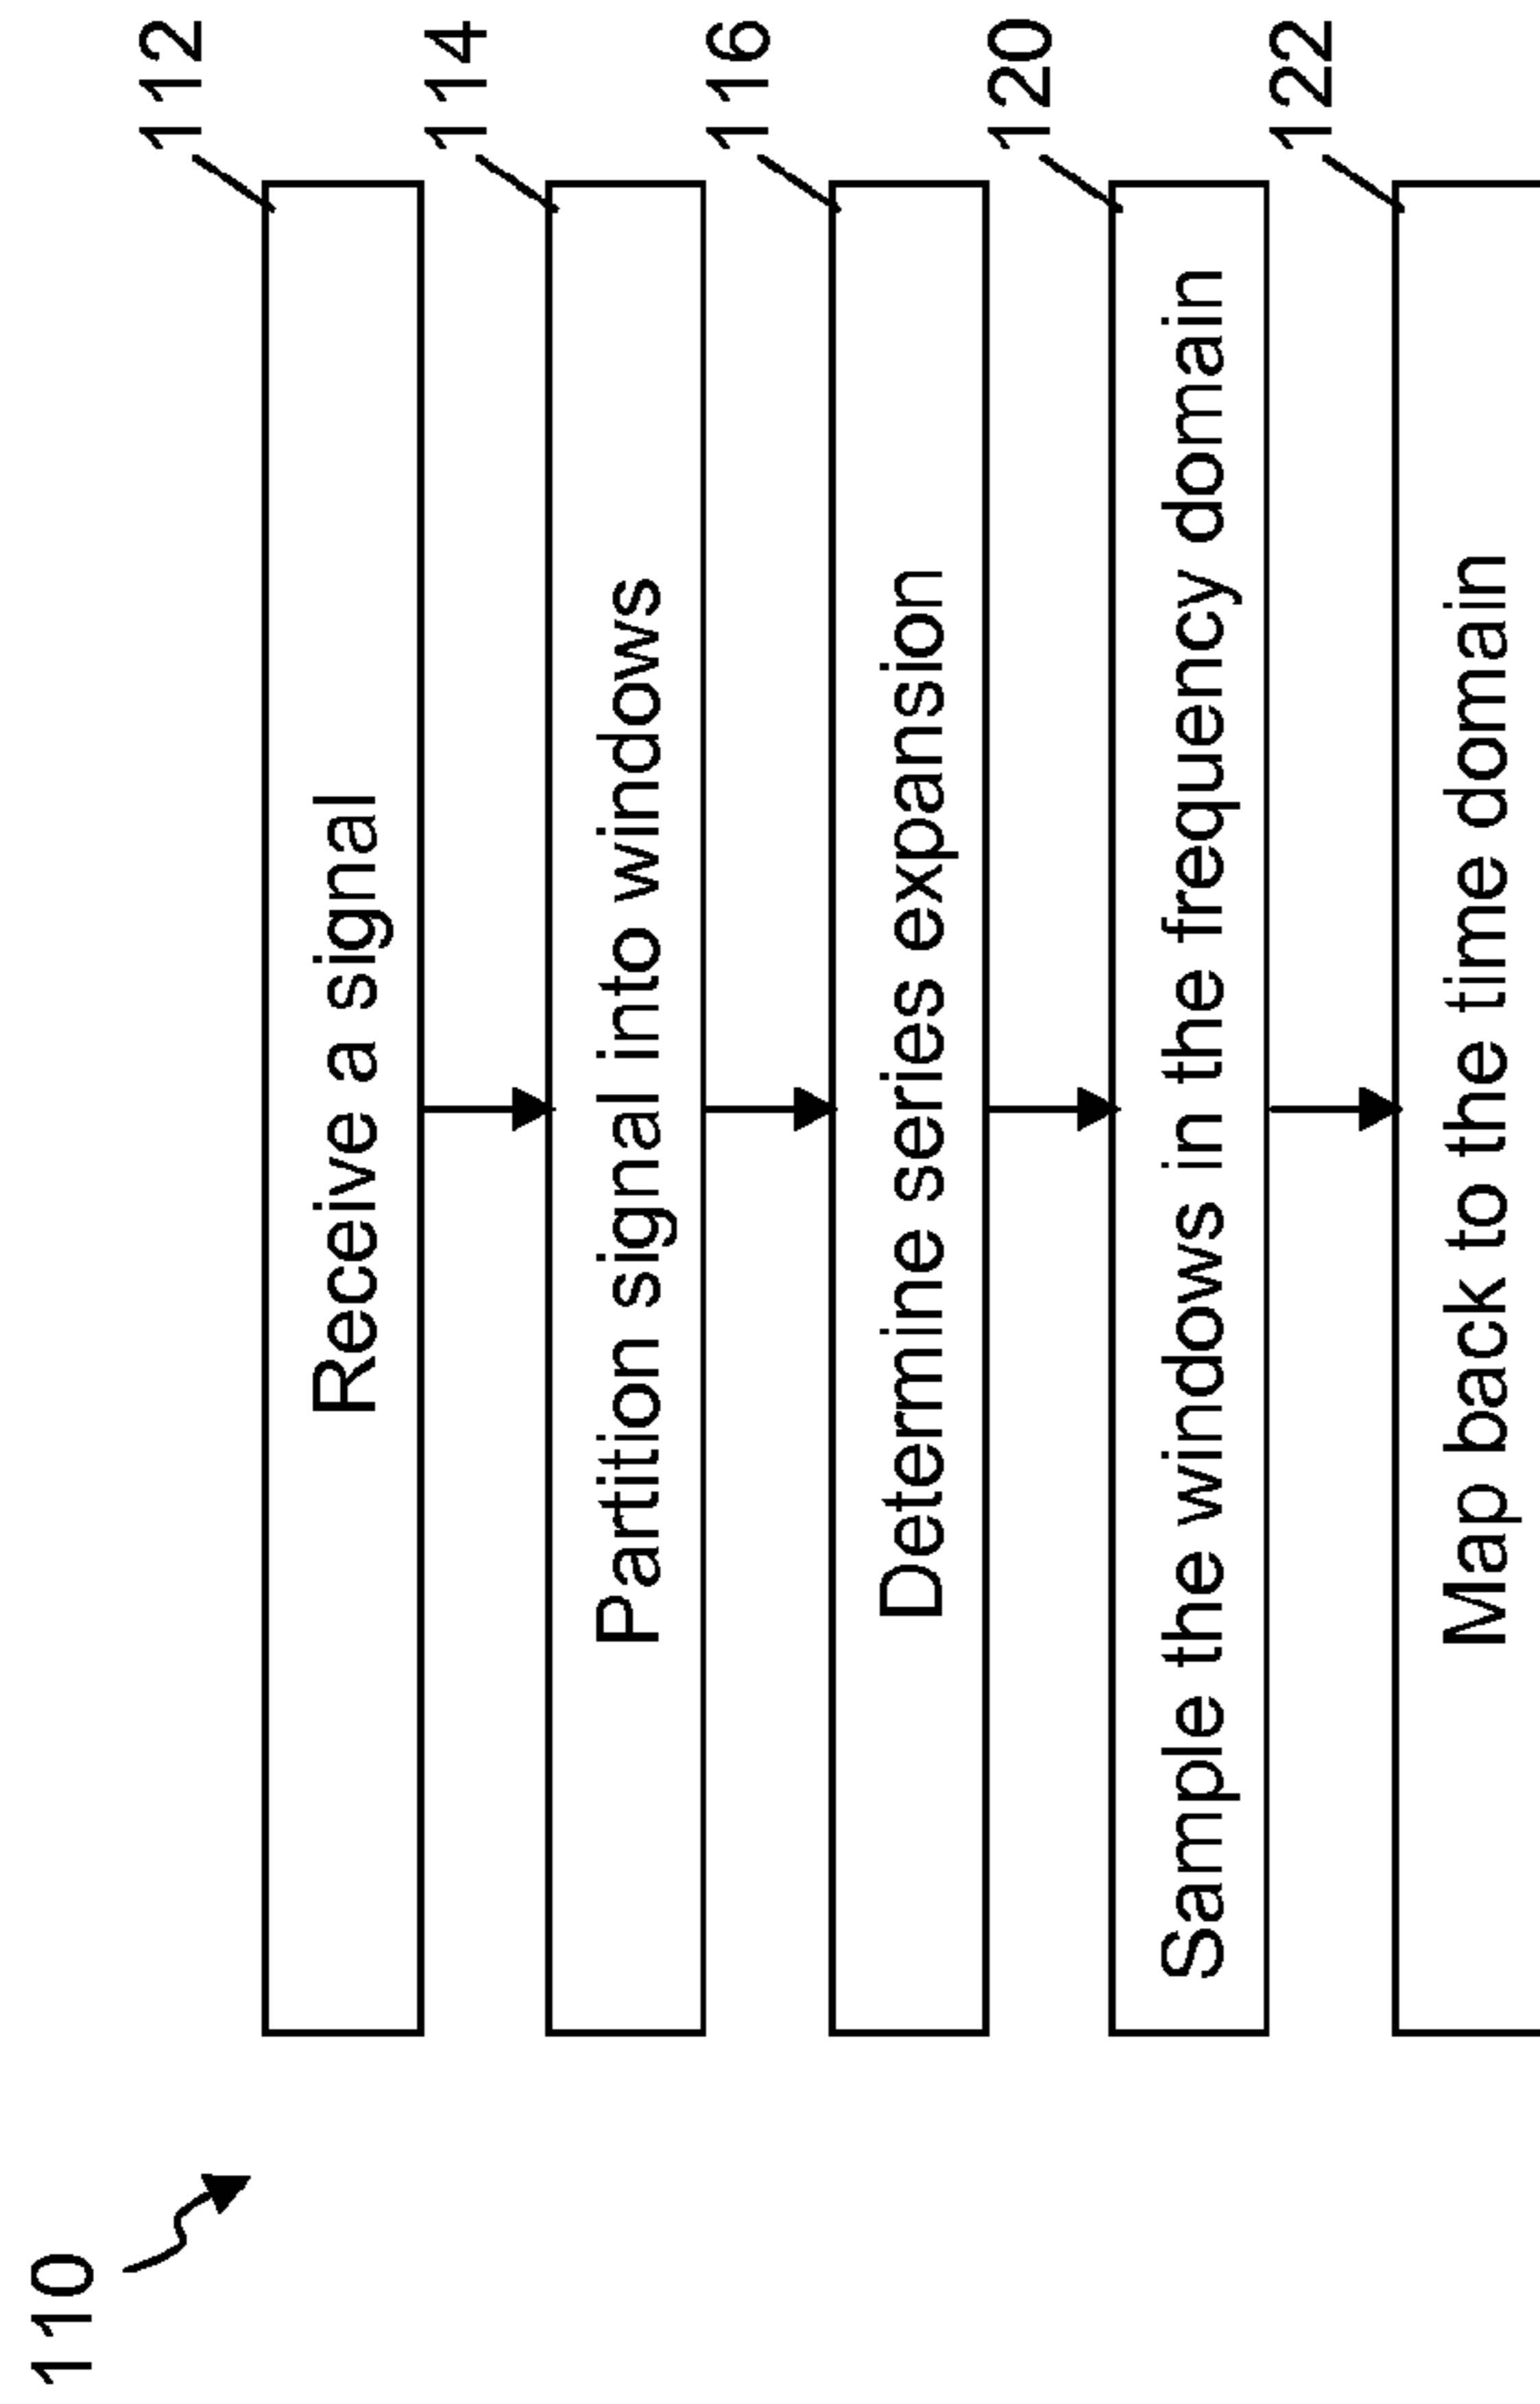 110
Receive a signal
112
Partition signal into windows
114
Determine series expansion
116
Sample the windows in the frequency domain
120
Map back to the time domain
122